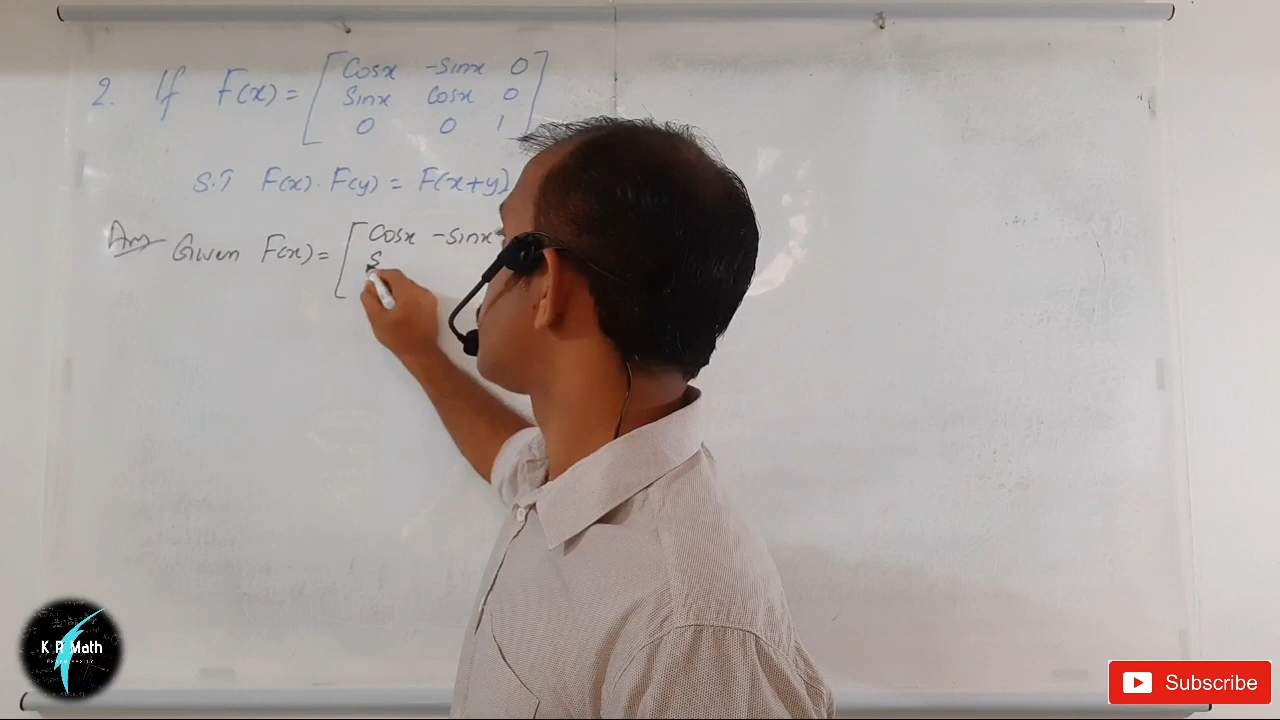 2. If F(x) = [ Cosx -Sinx 0
Sinx Cosx 0
0 0 1 ]
S.T F(x). F(y) = F(x+y)
Ans Given F(x) = [ Cosx -Sinx
S
K R Math
Subscribe